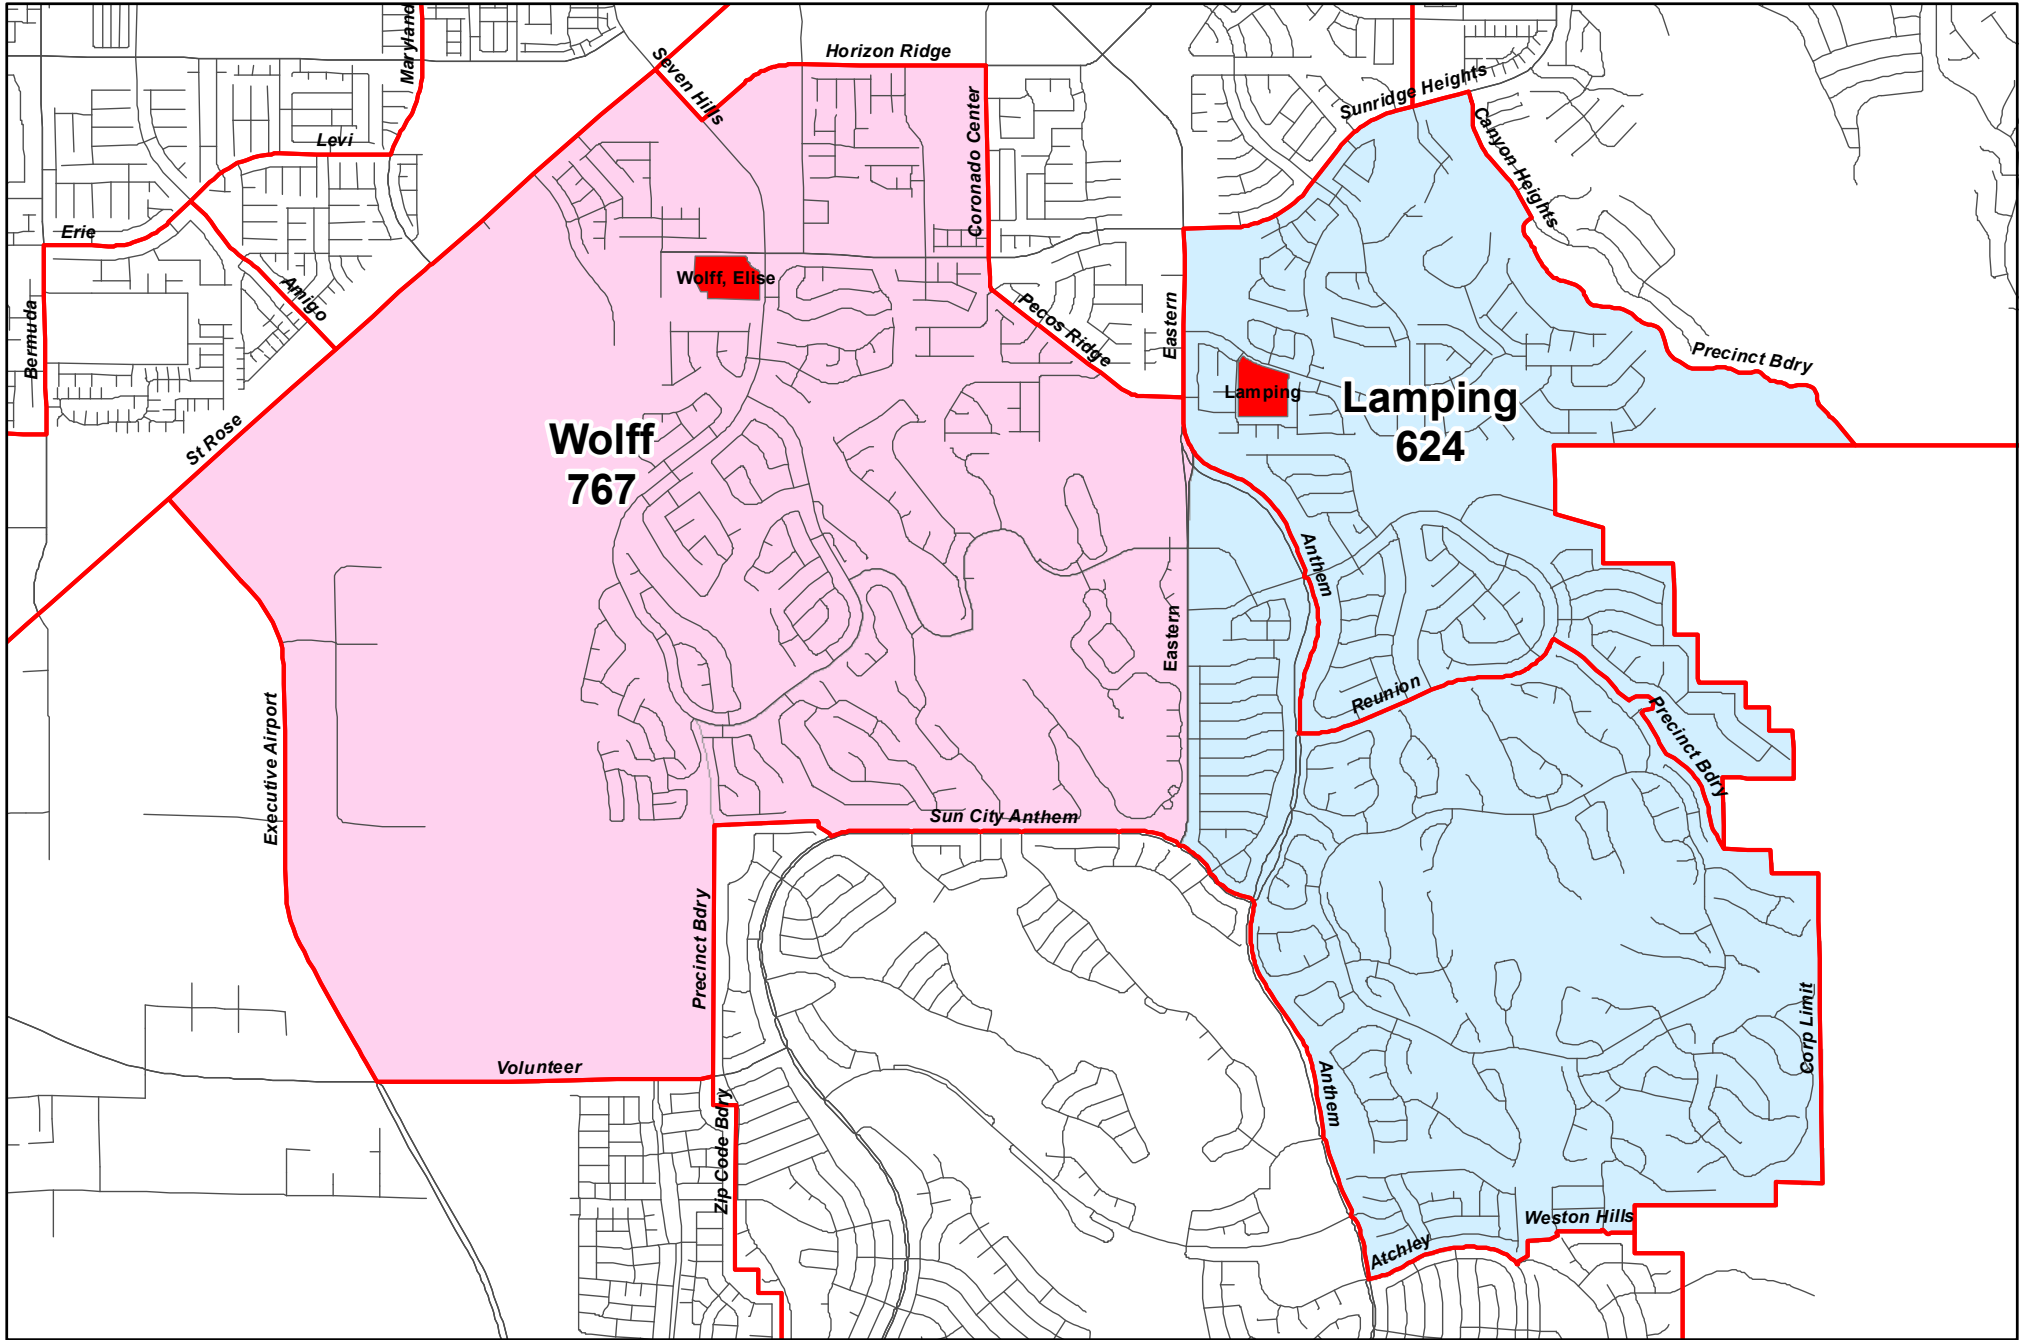 Maryland
Seven Hills
Horizon Ridge
Sunridge Heights
Levi
Coronado Center
Canyon Heights
Erie
Amigo
Wolff, Elise
Bermuda
Pecos Ridge
Eastern
Precinct Bdry
Lamping
Lamping
624
St Rose
Wolff
767
Anthem
Eastern
Reunion
Precinct Bdry
Executive Airport
Sun City Anthem
Precinct Bdry
Corp Limit
Volunteer
Anthem
Zip Code Bdry
Weston Hills
Atchley